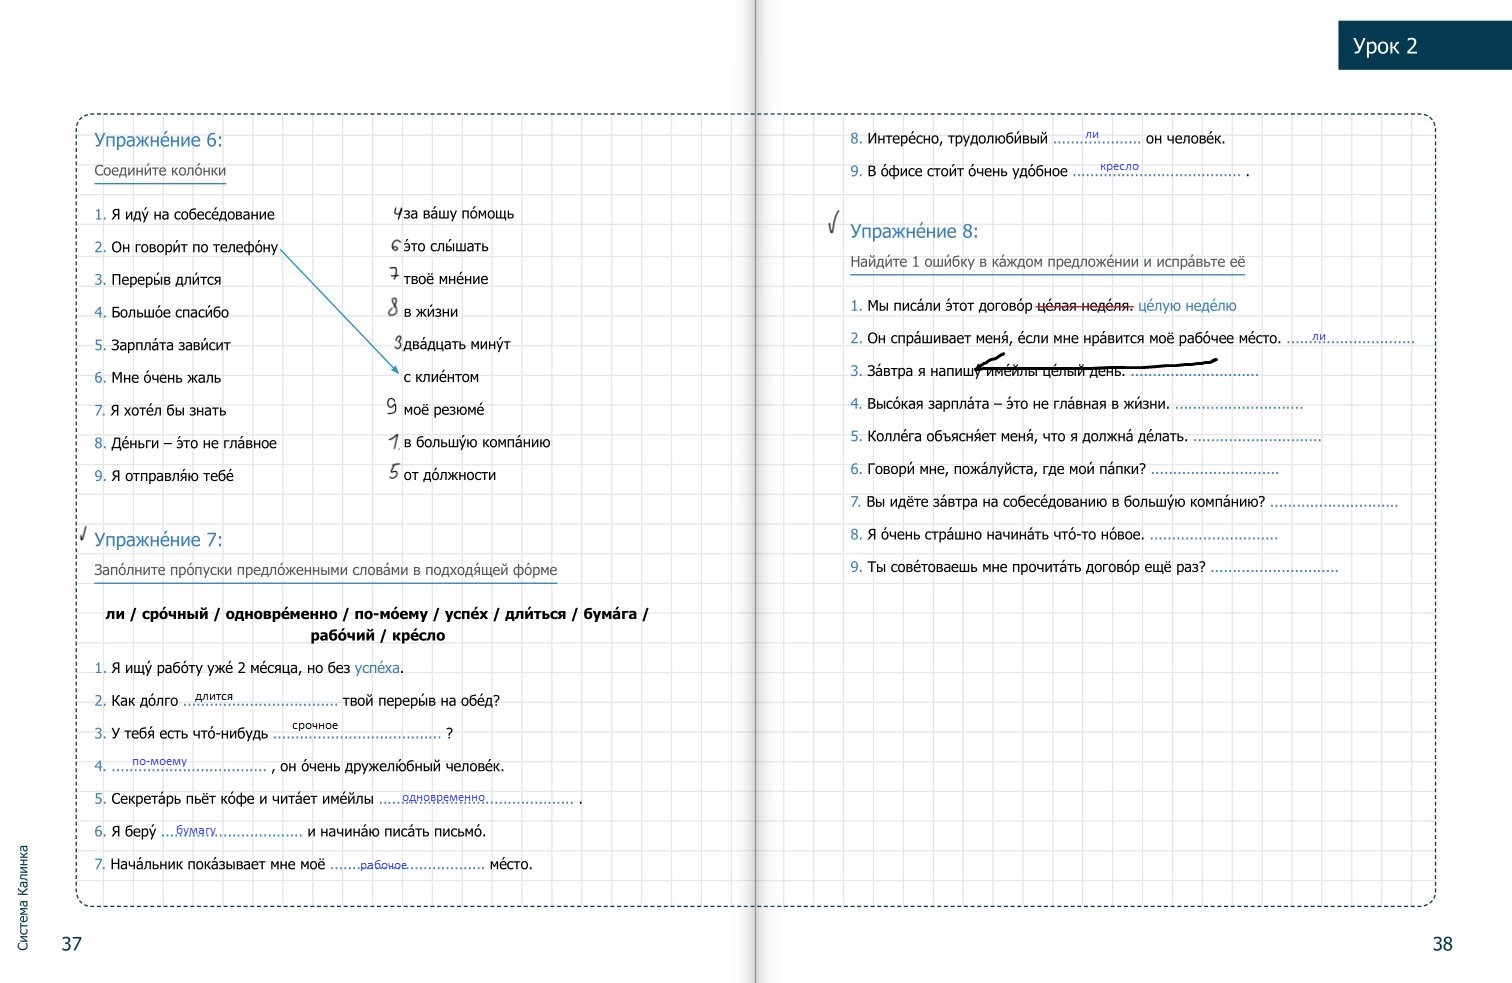 Урок 2
Упражне́ние 6:
Соедини́те коло́нки
1. Я иду́ на собесе́дование
4 за ва́шу по́мощь
2. Он говори́т по телефо́ну
6 э́то слы́шать
3. Переры́в дли́тся
7 твоё мне́ние
4. Большо́е спаси́бо
8 в жи́зни
5. Зарпла́та зави́сит
3 два́дцать мину́т
6. Мне о́чень жаль
с клие́нтом
7. Я хоте́л бы знать
9 моё резюме́
8. Де́ньги – э́то не гла́вное
1. в большу́ю компа́нию
9. Я отправля́ю тебе́
5 от до́лжности
Упражне́ние 7:
Запо́лните про́пуски предло́женными слова́ми в подходя́щей фо́рме
ли / сро́чный / одновре́менно / по-мо́ему / успе́х / дли́ться / бума́га /
рабо́чий / кре́сло
1. Я ищу́ рабо́ту уже́ 2 ме́сяца, но без успе́ха.
2. Как до́лго длится твой переры́в на обе́д?
3. У тебя́ есть что́-нибудь срочное ?
4. по-моему , он о́чень дружелю́бный челове́к.
5. Секрета́рь пьёт ко́фе и чита́ет име́йлы одновременно .
6. Я беру́ бумагу и начина́ю писа́ть письмо́.
7. Нача́льник пока́зывает мне моё рабочое ме́сто.
Система Калинка
37
8. Интере́сно, трудолюби́вый ли он челове́к.
9. В о́фисе стои́т о́чень удо́бное кресло .
Упражне́ние 8:
Найди́те 1 оши́бку в ка́ждом предложе́нии и испра́вьте её
1. Мы писа́ли э́тот догово́р це́лая неде́ля. це́лую неде́лю
2. Он спра́шивает меня́, е́сли мне нра́вится моё рабо́чее ме́сто. ли
3. За́втра я напишу́ име́йлы це́лый день.
4. Высо́кая зарпла́та – э́то не гла́вная в жи́зни.
5. Колле́га объясня́ет меня́, что я должна́ де́лать.
6. Говори́ мне, пожа́луйста, где мои́ па́пки?
7. Вы идёте за́втра на собесе́дованию в большу́ю компа́нию?
8. Я о́чень стра́шно начина́ть что́-то но́вое.
9. Ты сове́товаешь мне прочита́ть догово́р ещё раз?
38